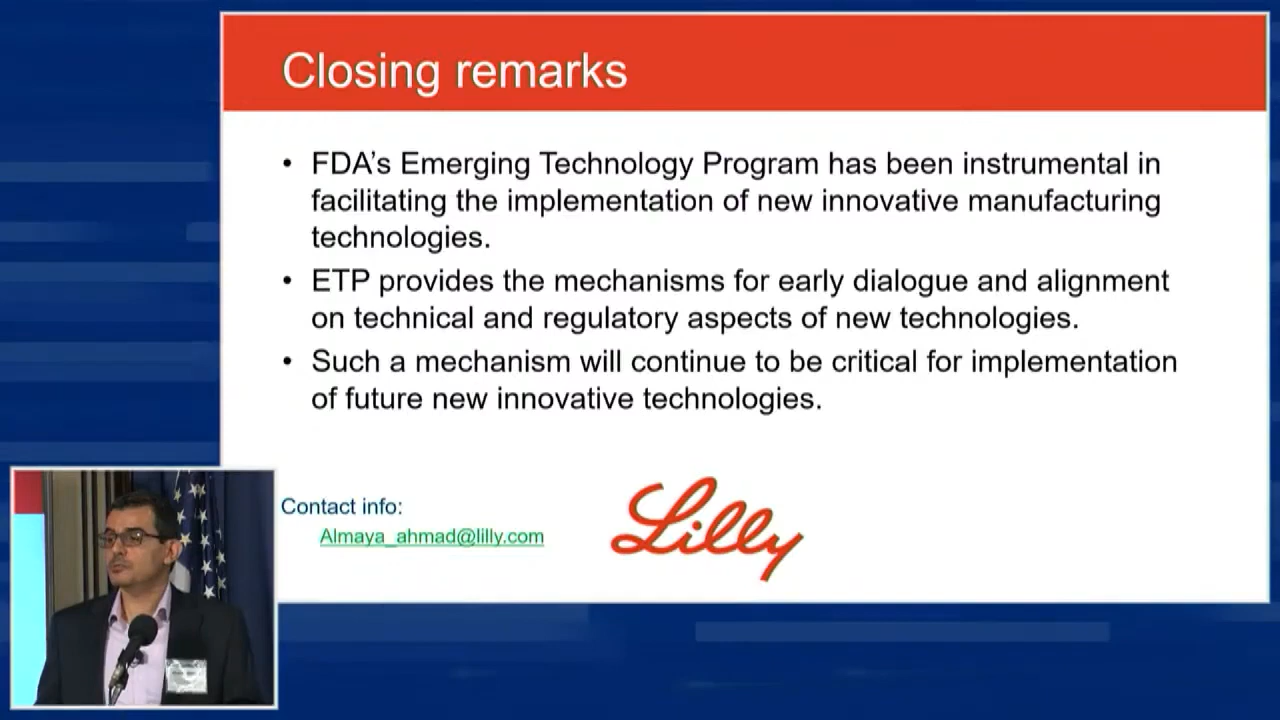 Closing remarks
• FDA's Emerging Technology Program has been instrumental in
facilitating the implementation of new innovative manufacturing
technologies.
• ETP provides the mechanisms for early dialogue and alignment
on technical and regulatory aspects of new technologies.
• Such a mechanism will continue to be critical for implementation
of future new innovative technologies.
Contact info:
Almaya_ahmad@lilly.com
Lilly